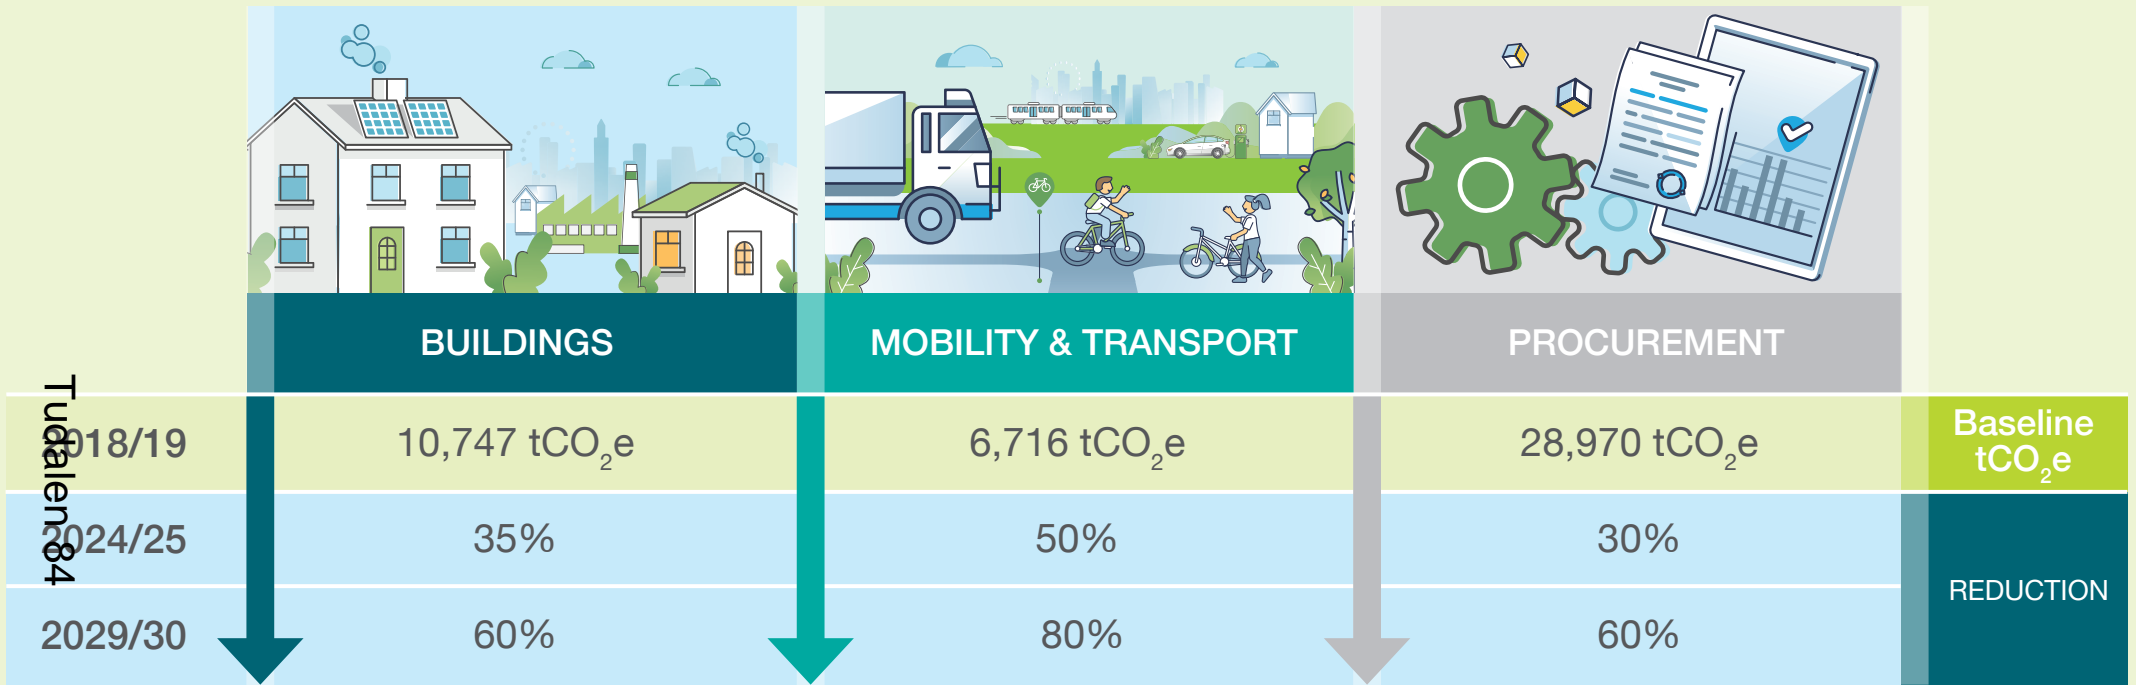 BUILDINGS
MOBILITY & TRANSPORT
PROCUREMENT
2018/19
10,747 tCO₂e
6,716 tCO₂e
28,970 tCO₂e
Baseline
tCO₂e
2024/25
35%
50%
30%
REDUCTION
2029/30
60%
80%
60%
Tudalen 84